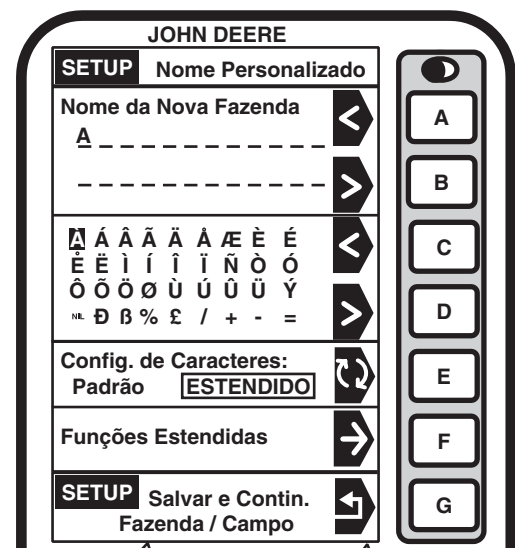 JOHN DEERE
SETUP Nome Personalizado
Nome da Nova Fazenda
A
<
A
>
B
À Á Â Ã Ä Å Æ È É
Ê Ë Ì Í Î Ï Ñ Ò Ó
Ô Õ Ö Ø Ù Ú Û Ü Ý
NIL Ð ß % £ / + - =
<
C
>
D
Config. de Caracteres:
Padrão ESTENDIDO
E
Funções Estendidas
F
SETUP Salvar e Contin.
Fazenda / Campo
G